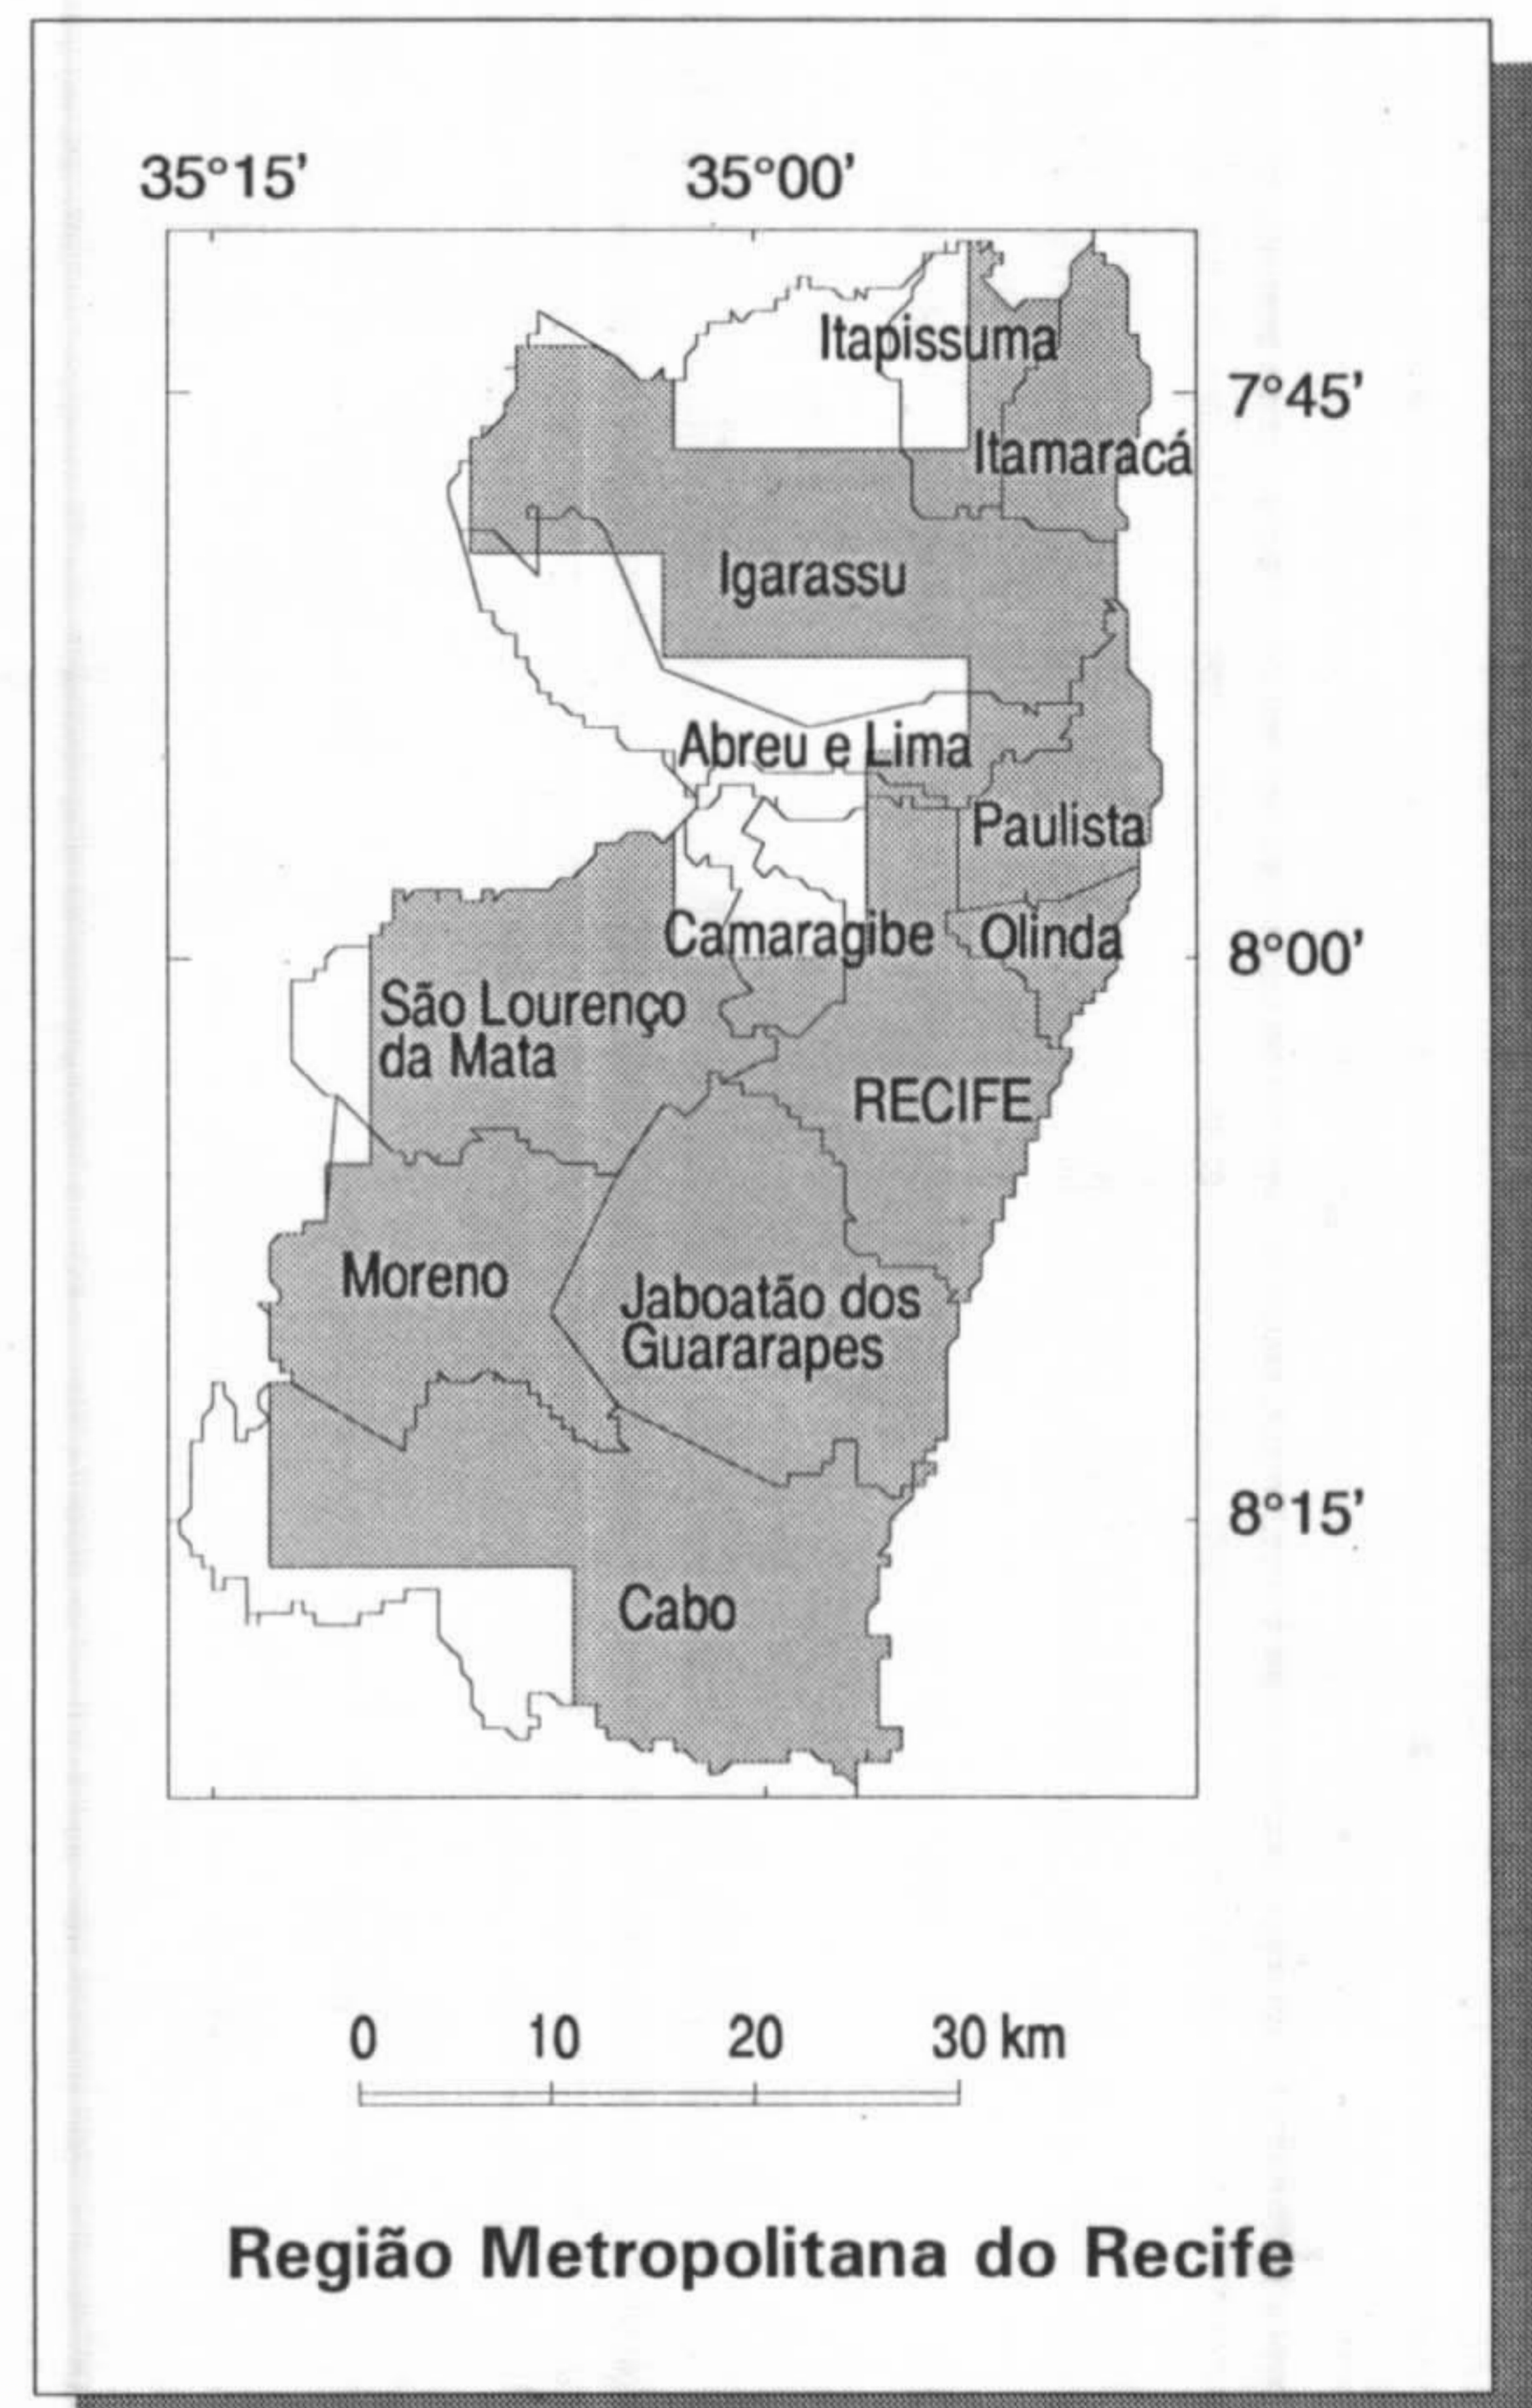 35°15' 35°00'
Itapissuma
7°45'
Itamaracá
Igarassu
Abreu e Lima
Paulista
Camaragibe Olinda
8°00'
São Lourenço
da Mata
RECIFE
Moreno
Jaboatão dos
Guararapes
8°15'
Cabo
0 10 20 30 km
Região Metropolitana do Recife